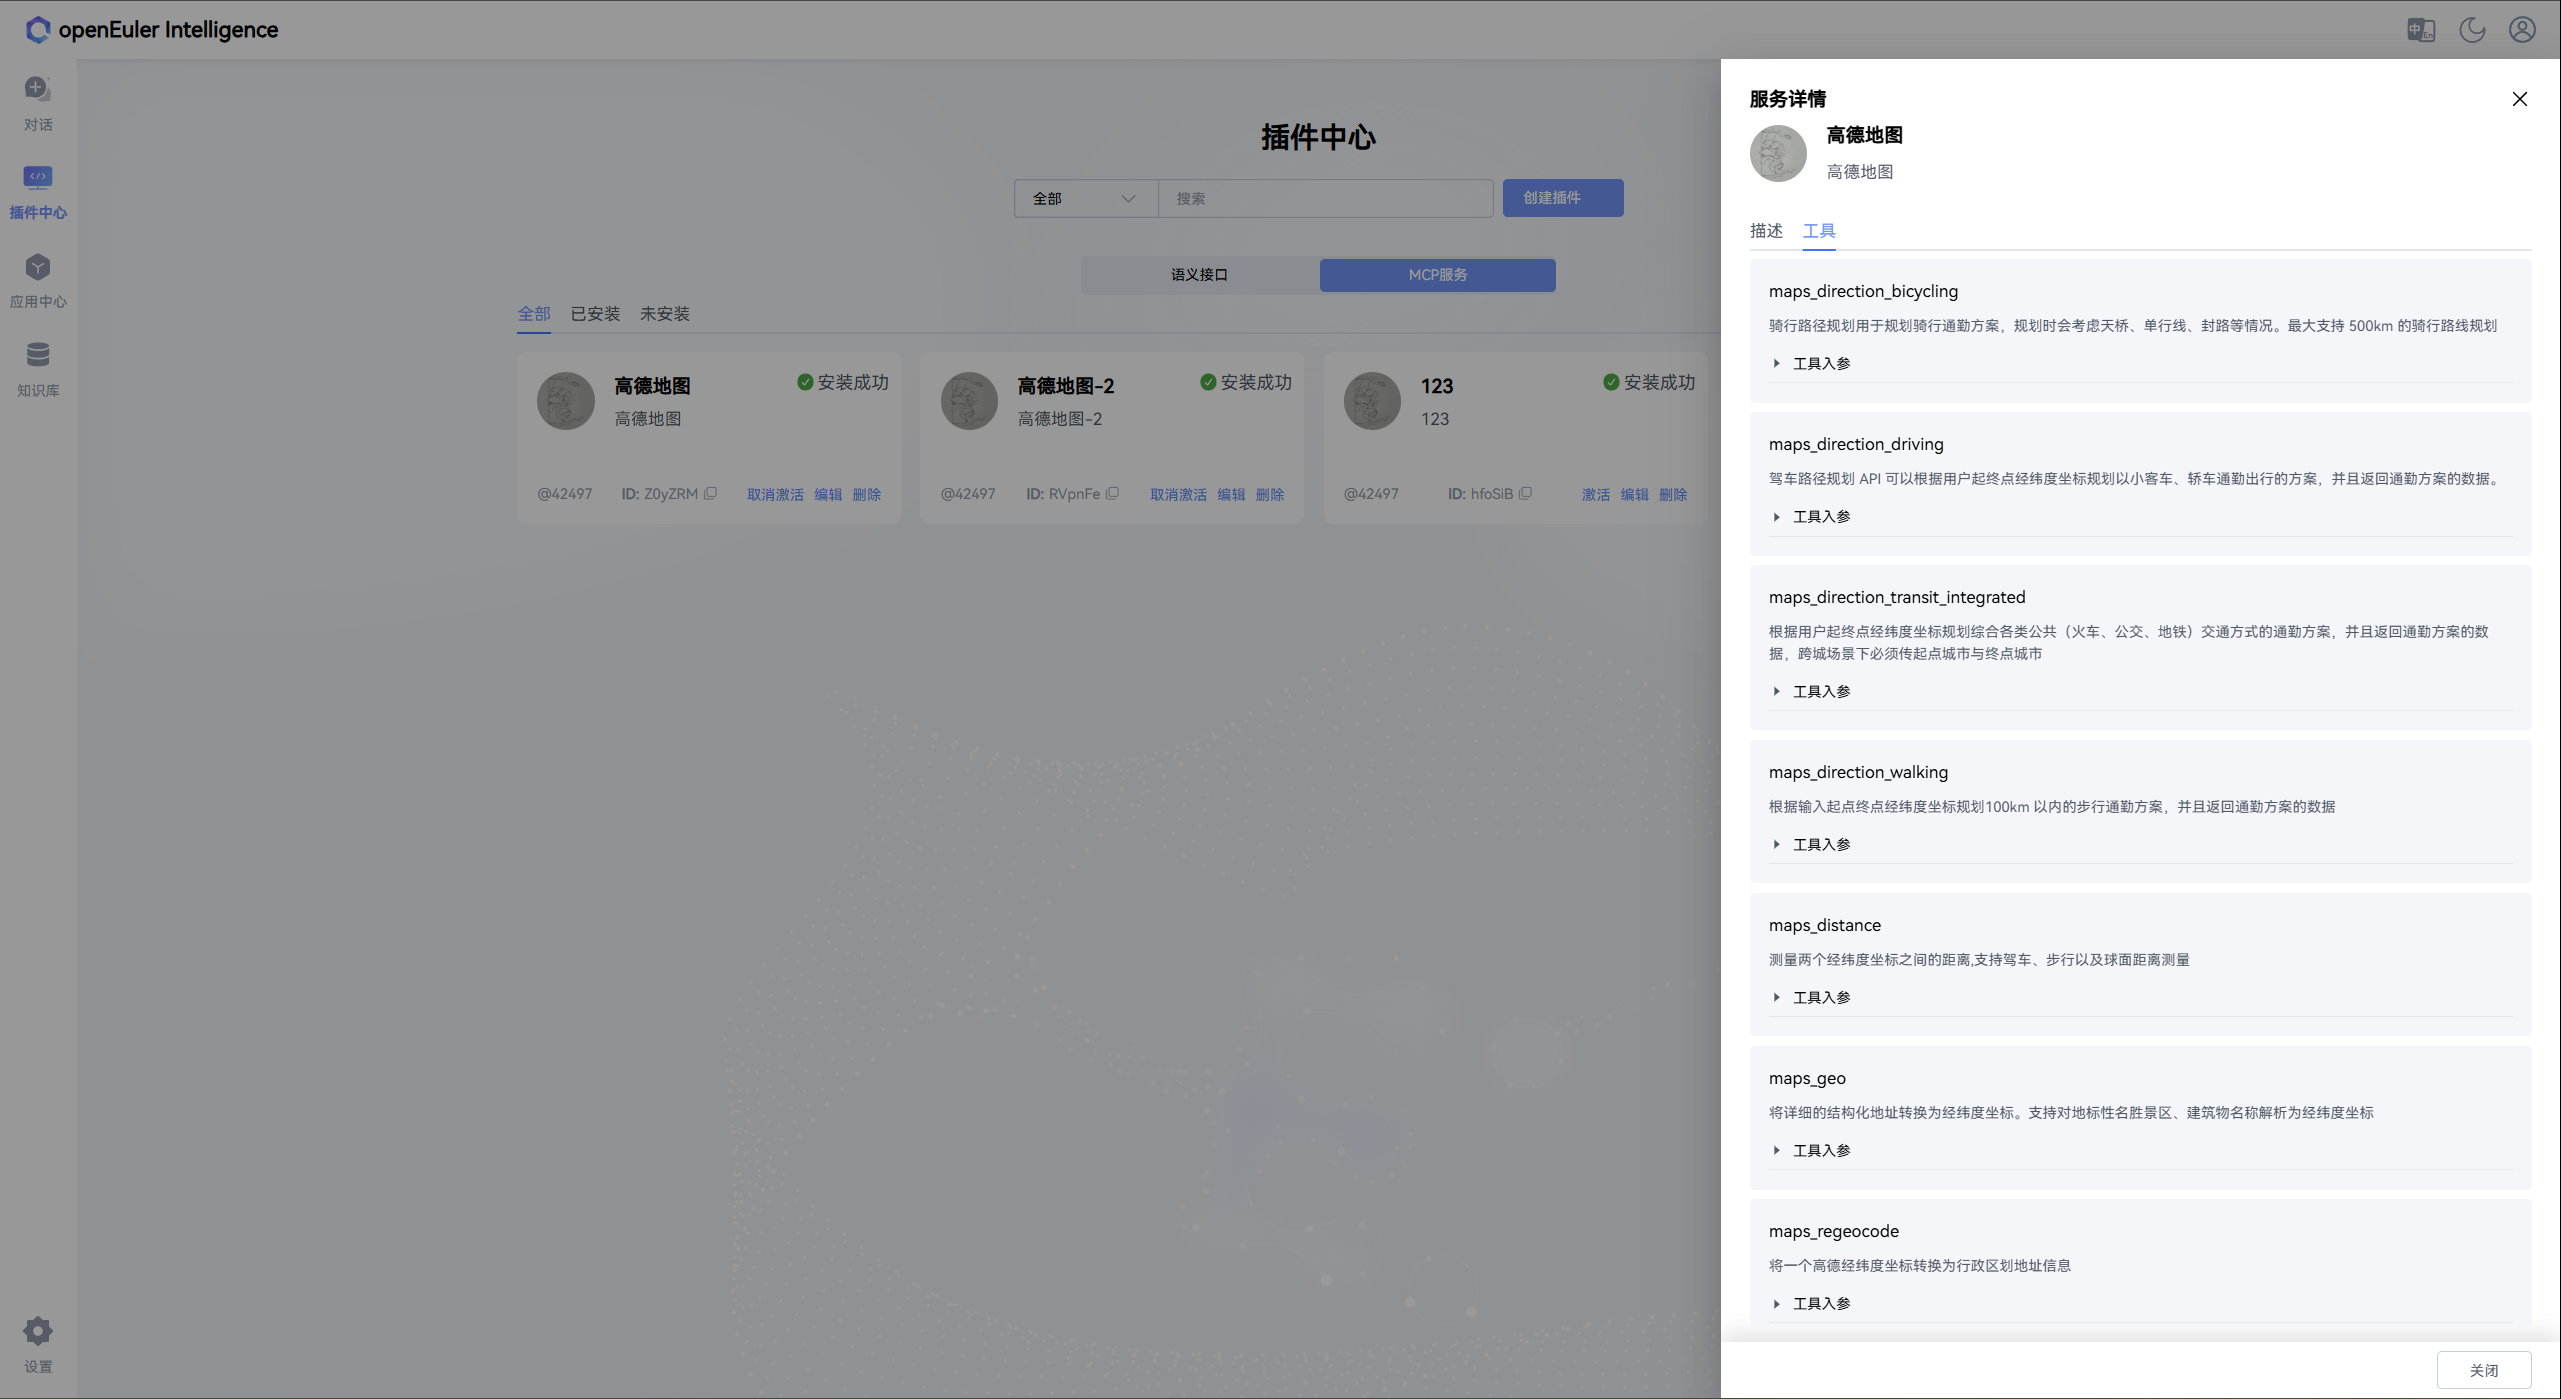 openEuler Intelligence
中 En
对话
插件中心
应用中心
知识库
设置
插件中心
全部
搜索
创建插件
语义接口
MCP服务
全部 已安装 未安装
高德地图
安装成功
高德地图
@42497 ID: Z0yZRM 取消激活 编辑 删除
高德地图-2
安装成功
高德地图-2
@42497 ID: RVpnFe 取消激活 编辑 删除
123
安装成功
123
@42497 ID: hfoSiB 激活 编辑 删除
服务详情
高德地图
高德地图
描述 工具
maps_direction_bicycling
骑行路径规划用于规划骑行通勤方案，规划时会考虑天桥、单行线、封路等情况。最大支持 500km 的骑行路线规划
工具入参
maps_direction_driving
驾车路径规划 API 可以根据用户起终点经纬度坐标规划以小客车、轿车通勤出行的方案，并且返回通勤方案的数据。
工具入参
maps_direction_transit_integrated
根据用户起终点经纬度坐标规划综合各类公共（火车、公交、地铁）交通方式的通勤方案，并且返回通勤方案的数
据，跨城场景下必须传起点城市与终点城市
工具入参
maps_direction_walking
根据输入起点终点经纬度坐标规划100km 以内的步行通勤方案，并且返回通勤方案的数据
工具入参
maps_distance
测量两个经纬度坐标之间的距离,支持驾车、步行以及球面距离测量
工具入参
maps_geo
将详细的结构化地址转换为经纬度坐标。支持对地标性名胜景区、建筑物名称解析为经纬度坐标
工具入参
maps_regeocode
将一个高德经纬度坐标转换为行政区划地址信息
工具入参
关闭